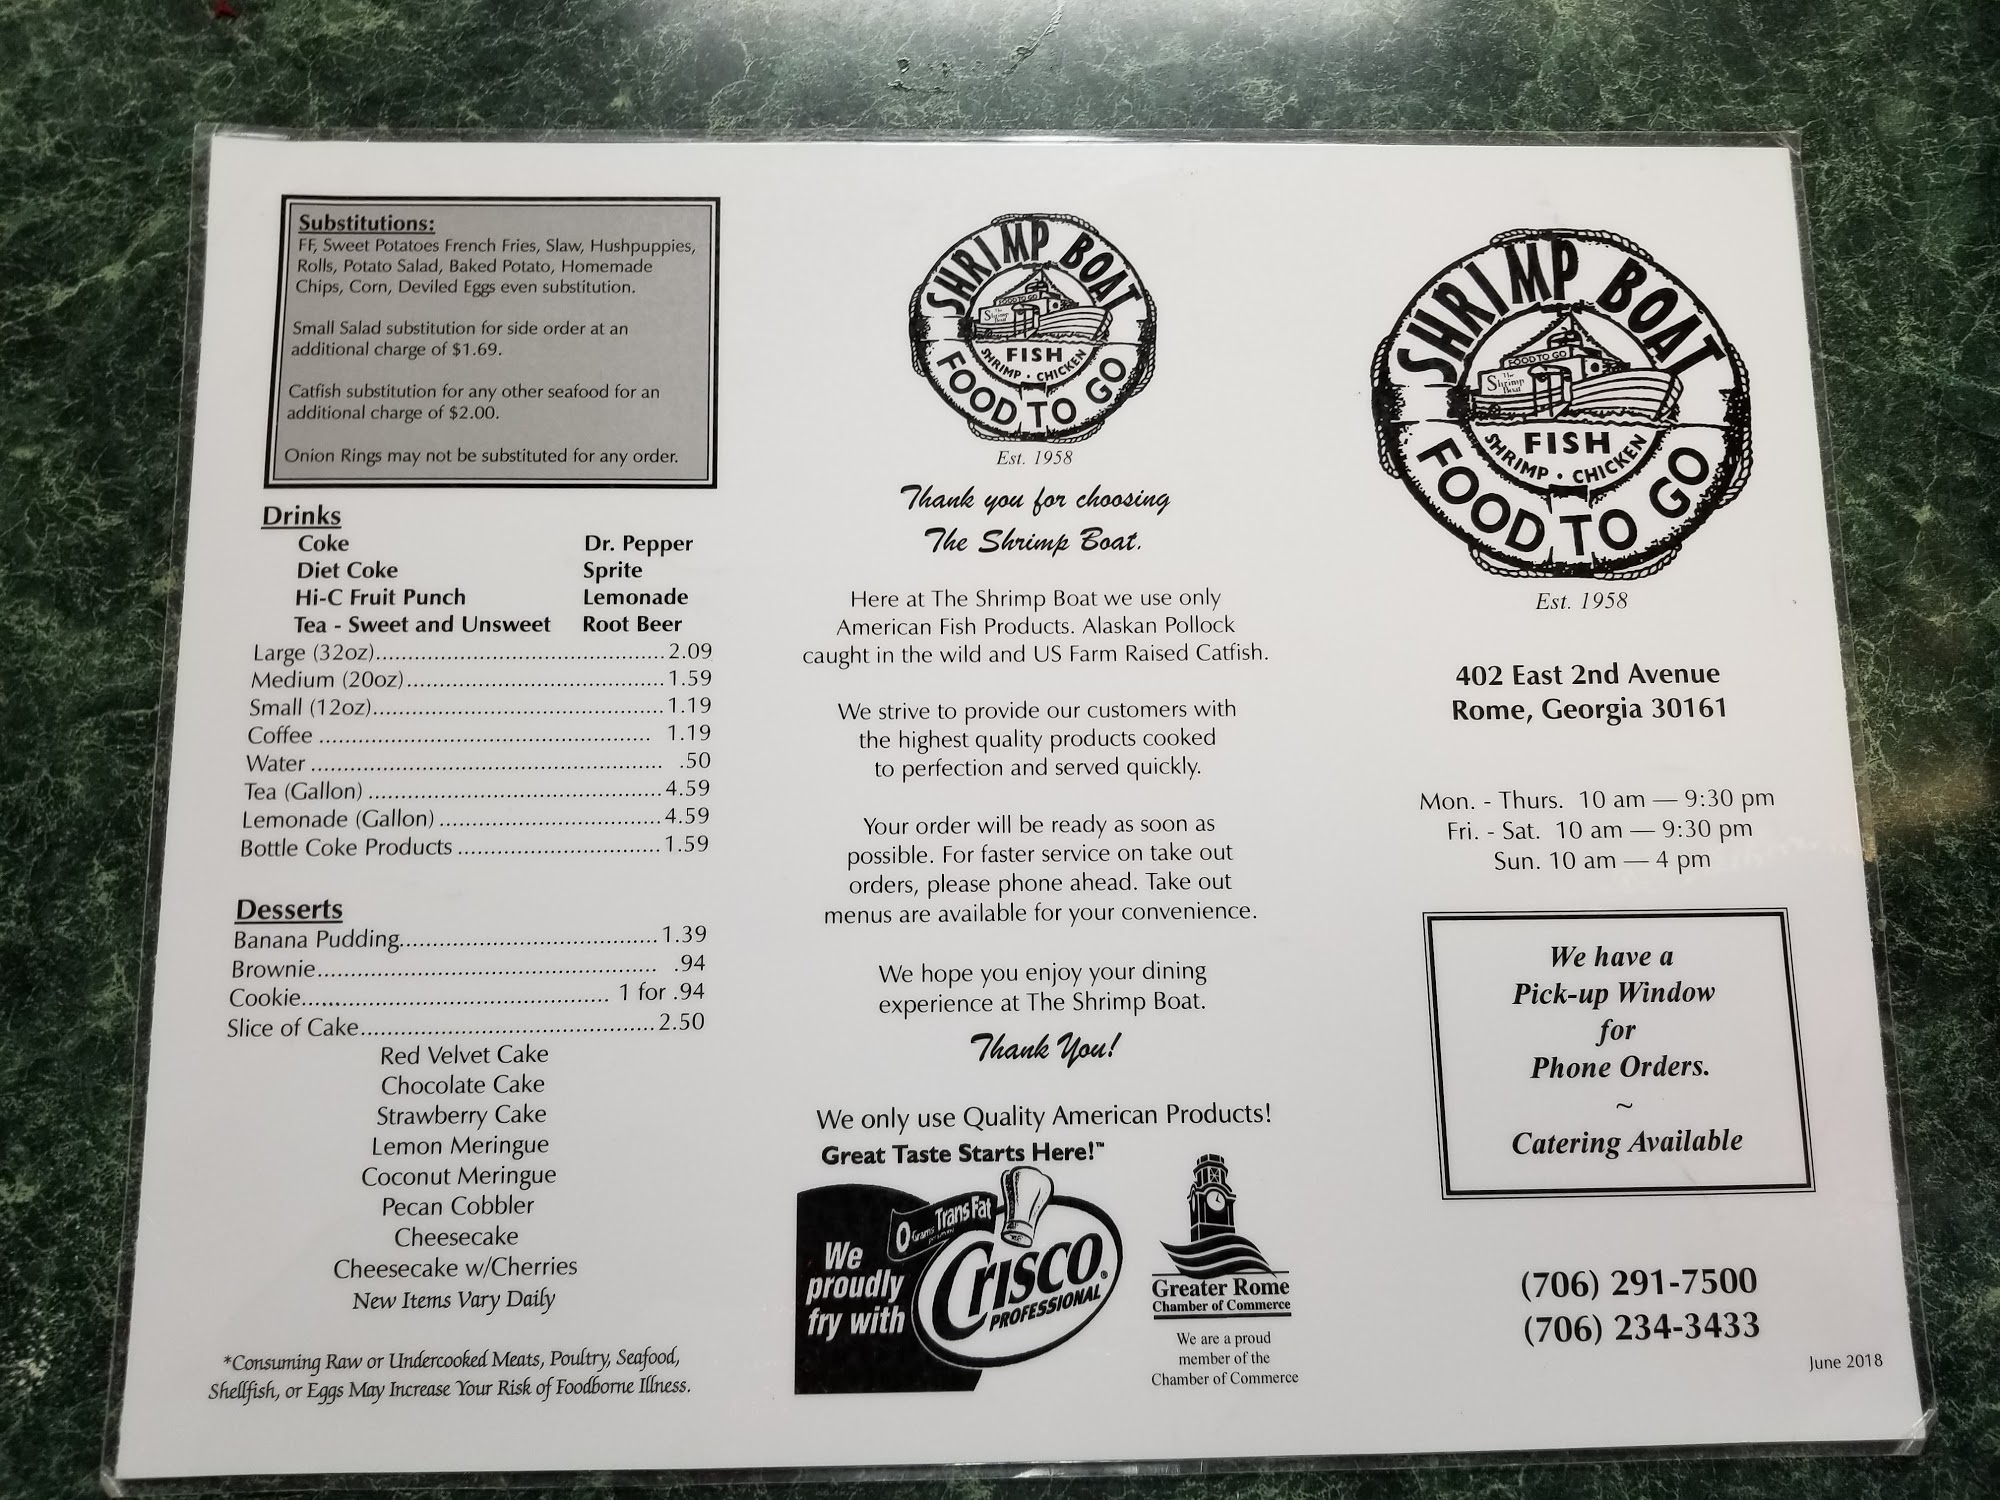 Substitutions:
FF, Sweet Potatoes French Fries, Slaw, Hushpuppies,
Rolls, Potato Salad, Baked Potato, Homemade
Chips, Corn, Deviled Eggs even substitution.
Small Salad substitution for side order at an
additional charge of $1.69.
Catfish substitution for any other seafood for an
additional charge of $2.00.
Onion Rings may not be substituted for any order.
Drinks
Coke Dr. Pepper
Diet Coke Sprite
Hi-C Fruit Punch Lemonade
Tea - Sweet and Unsweet Root Beer
Large (32oz)..........................................2.09
Medium (20oz)......................................1.59
Small (12oz)...........................................1.19
Coffee ................................................. 1.19
Water .................................................... .50
Tea (Gallon) ...........................................4.59
Lemonade (Gallon) .................................4.59
Bottle Coke Products ..............................1.59
Desserts
Banana Pudding......................................1.39
Brownie.................................................. .94
Cookie.............................................. 1 for .94
Slice of Cake............................................2.50
Red Velvet Cake
Chocolate Cake
Strawberry Cake
Lemon Meringue
Coconut Meringue
Pecan Cobbler
Cheesecake
Cheesecake w/Cherries
New Items Vary Daily
*Consuming Raw or Undercooked Meats, Poultry, Seafood,
Shellfish, or Eggs May Increase Your Risk of Foodborne Illness.
SHRIMP BOAT
FOOD TO GO
The Shrimp Boat
FISH
SHRIMP · CHICKEN
FOOD TO GO
Est. 1958
Thank you for choosing
The Shrimp Boat.
Here at The Shrimp Boat we use only
American Fish Products. Alaskan Pollock
caught in the wild and US Farm Raised Catfish.
We strive to provide our customers with
the highest quality products cooked
to perfection and served quickly.
Your order will be ready as soon as
possible. For faster service on take out
orders, please phone ahead. Take out
menus are available for your convenience.
We hope you enjoy your dining
experience at The Shrimp Boat.
Thank You!
We only use Quality American Products!
Great Taste Starts Here!™
0 Grams Trans Fat
We
proudly
fry with
Crisco®
PROFESSIONAL
Greater Rome
Chamber of Commerce
We are a proud
member of the
Chamber of Commerce
SHRIMP BOAT
FOOD TO GO
The
Shrimp
Boat
FISH
SHRIMP · CHICKEN
FOOD TO GO
Est. 1958
402 East 2nd Avenue
Rome, Georgia 30161
Mon. - Thurs. 10 am — 9:30 pm
Fri. - Sat. 10 am — 9:30 pm
Sun. 10 am — 4 pm
We have a
Pick-up Window
for
Phone Orders.
~
Catering Available
(706) 291-7500
(706) 234-3433
June 2018